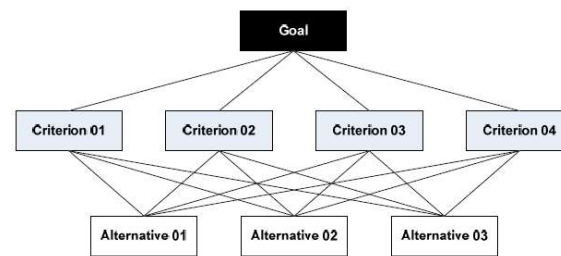 Goal
Criterion 01
Criterion 02
Criterion 03
Criterion 04
Alternative 01
Alternative 02
Alternative 03